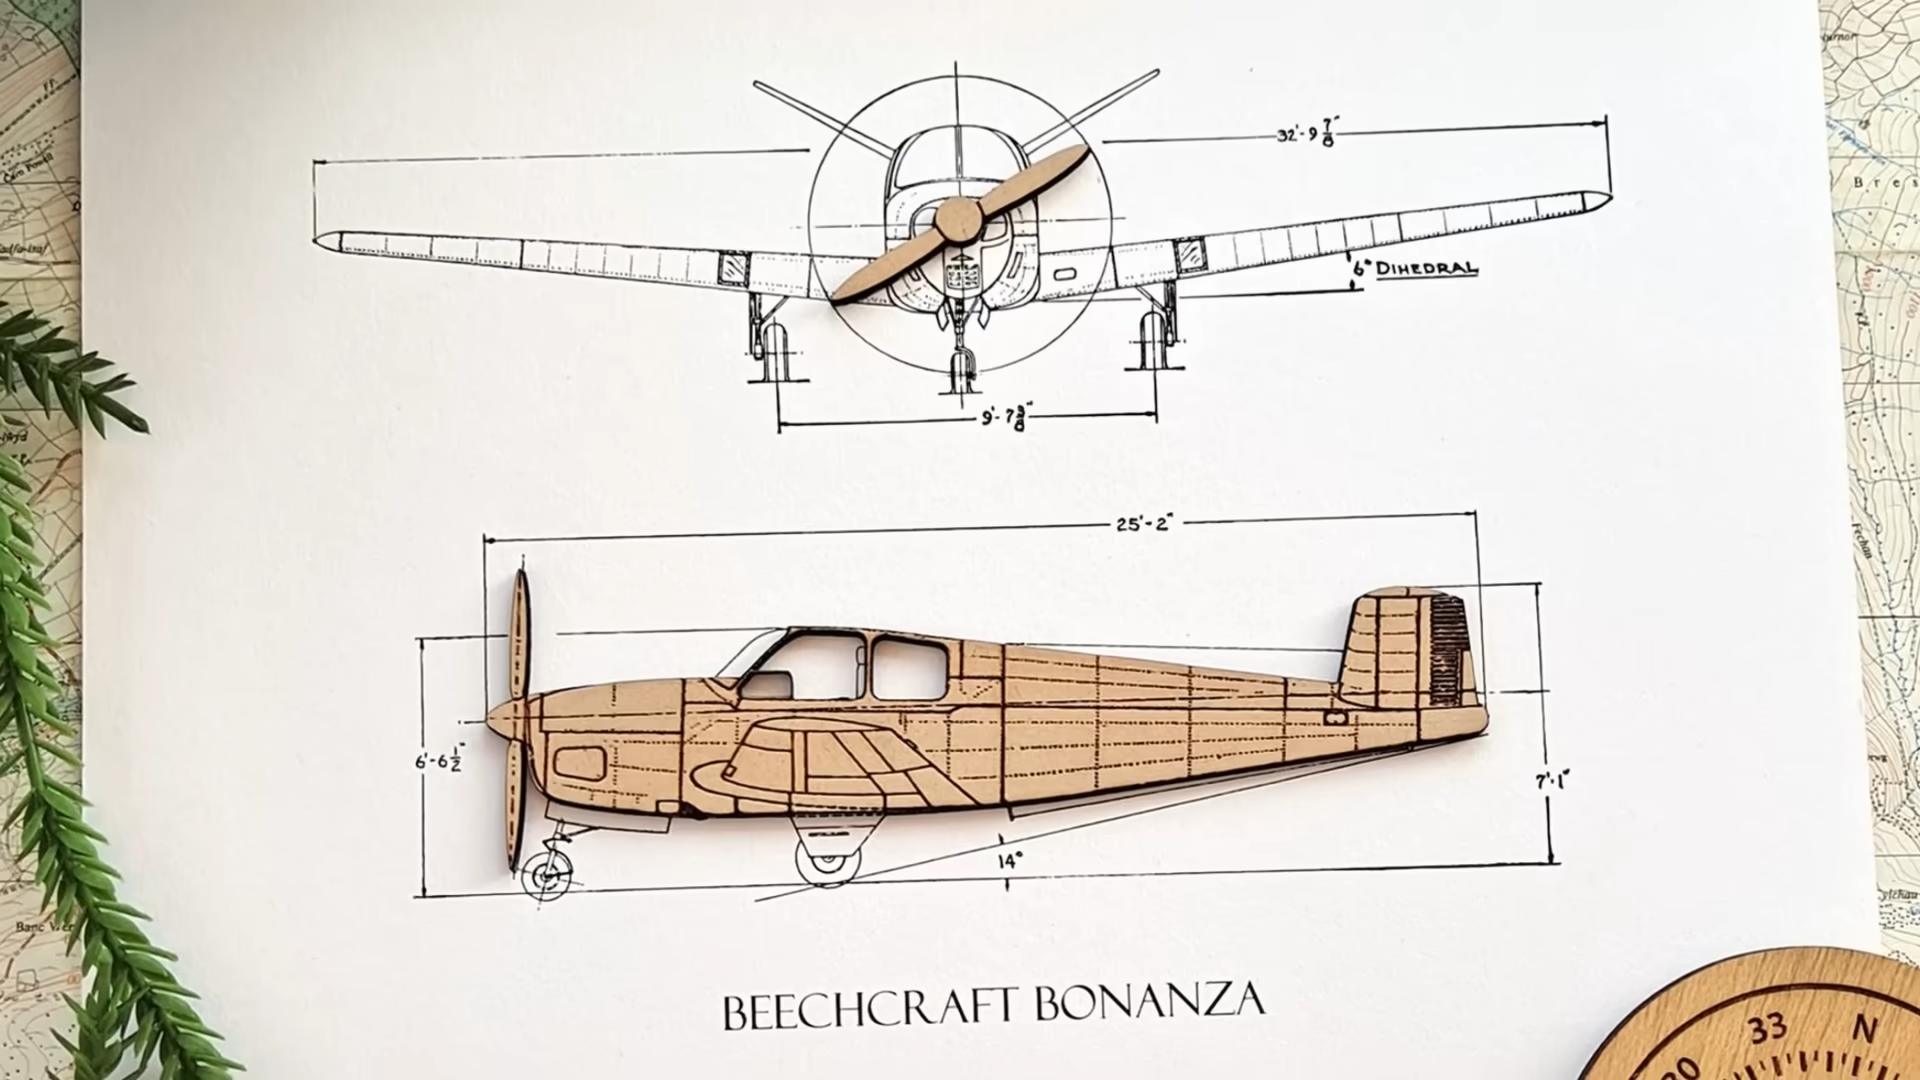 32'-9 7/8"
6° DIHEDRAL
9'-7 3/8"
25'-2"
6'-6 1/2"
7'-1"
14°
BEECHCRAFT BONANZA
33 N